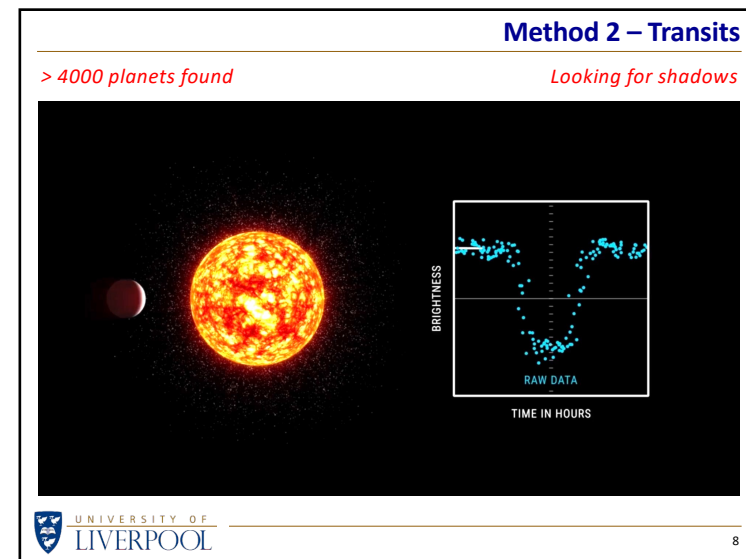 Method 2 – Transits
> 4000 planets found
Looking for shadows
BRIGHTNESS
RAW DATA
TIME IN HOURS
UNIVERSITY OF
LIVERPOOL
8